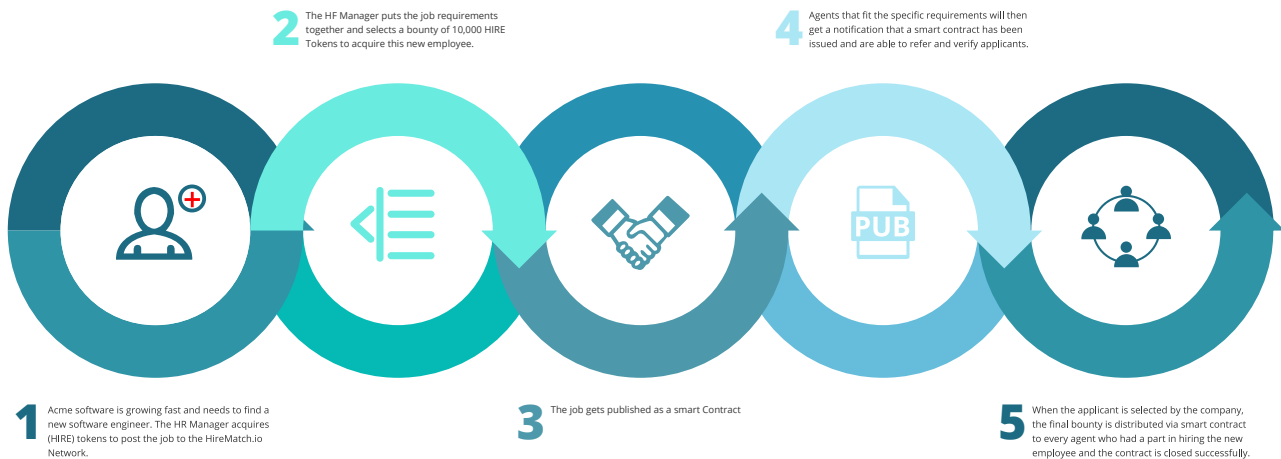 1
Acme software is growing fast and needs to find a
new software engineer. The HR Manager acquires
(HIRE) tokens to post the job to the HireMatch.io
Network.
2
The HF Manager puts the job requirements
together and selects a bounty of 10,000 HIRE
Tokens to acquire this new employee.
3
The job gets published as a smart Contract
4
Agents that fit the specific requirements will then
get a notification that a smart contract has been
issued and are able to refer and verify applicants.
PUB
5
When the applicant is selected by the company,
the final bounty is distributed via smart contract
to every agent who had a part in hiring the new
employee and the contract is closed successfully.